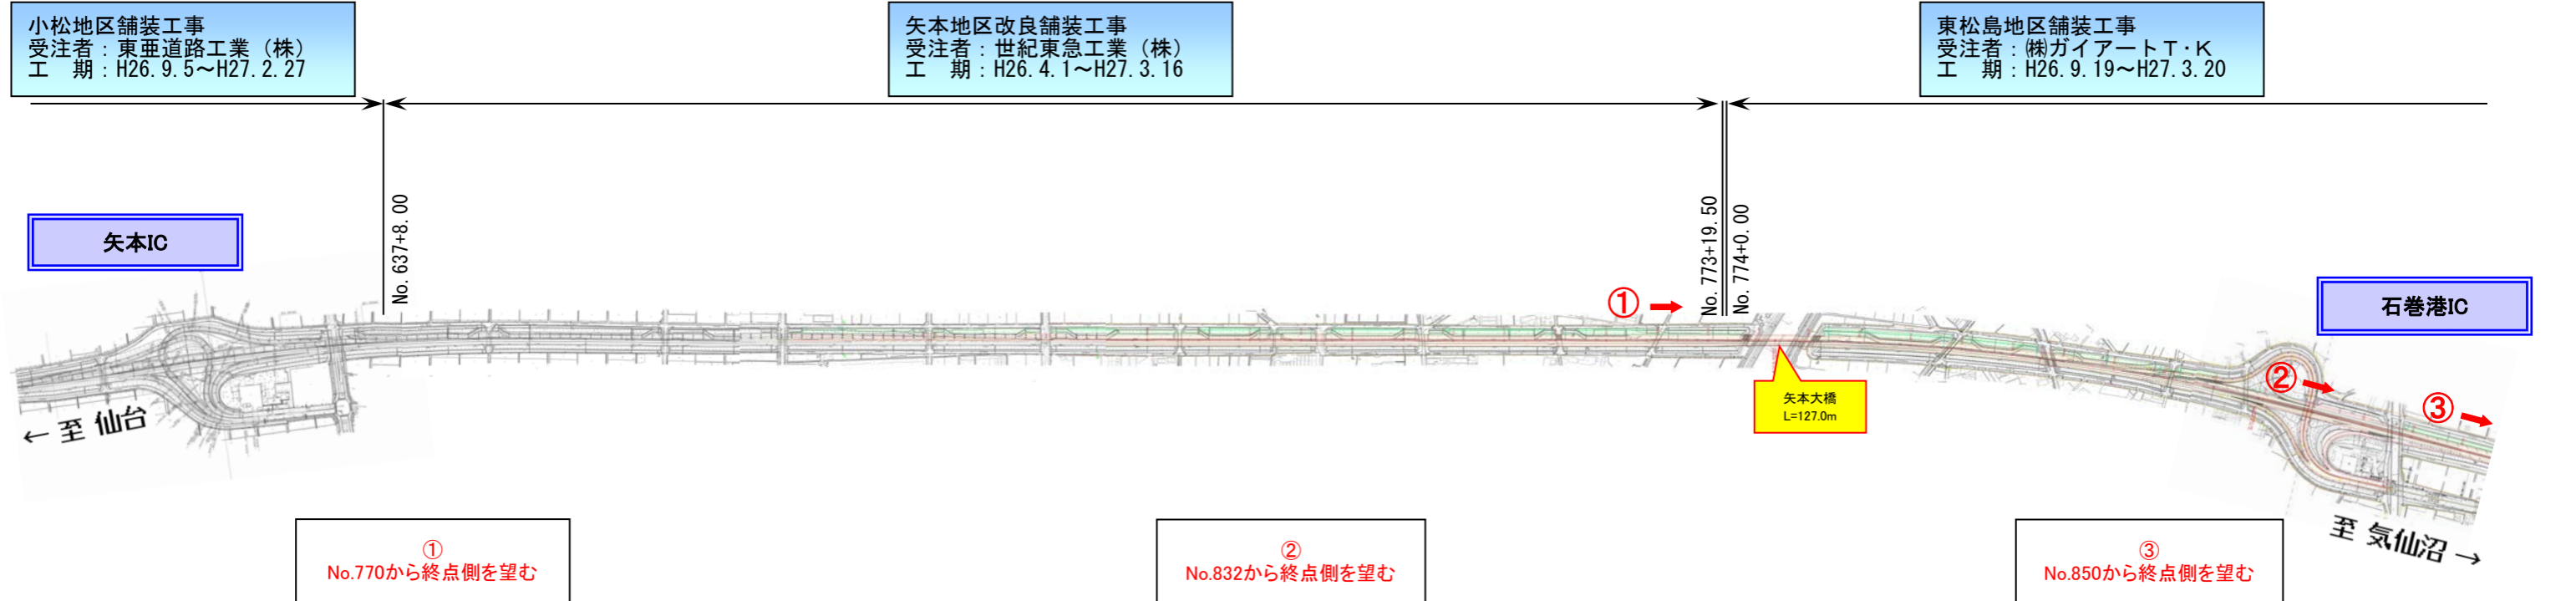 小松地区舗装工事
受注者：東亜道路工業（株）
工　期：H26.9.5～H27.2.27
矢本地区改良舗装工事
受注者：世紀東急工業（株）
工　期：H26.4.1～H27.3.16
東松島地区舗装工事
受注者：㈱ガイアートT・K
工　期：H26.9.19～H27.3.20
No.637+8.00
No.773+19.50
No.774+0.00
矢本IC
石巻港IC
①
②
③
矢本大橋
L=127.0m
← 至 仙台
至 気仙沼 →
①
No.770から終点側を望む
②
No.832から終点側を望む
③
No.850から終点側を望む